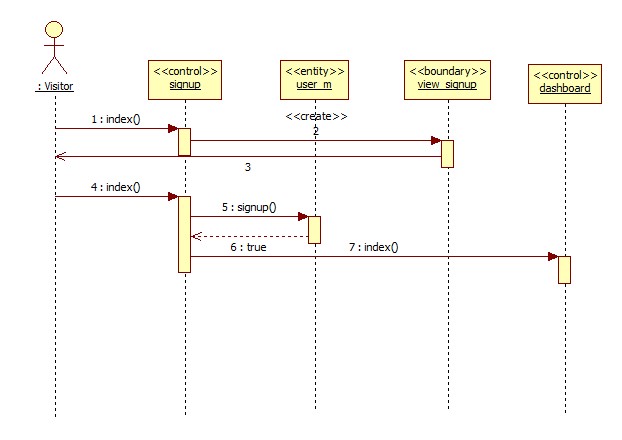 : Visitor
<<control>>
signup
<<entity>>
user_m
<<boundary>>
view_signup
<<control>>
dashboard
1 : index()
<<create>>
2
3
4 : index()
5 : signup()
6 : true
7 : index()